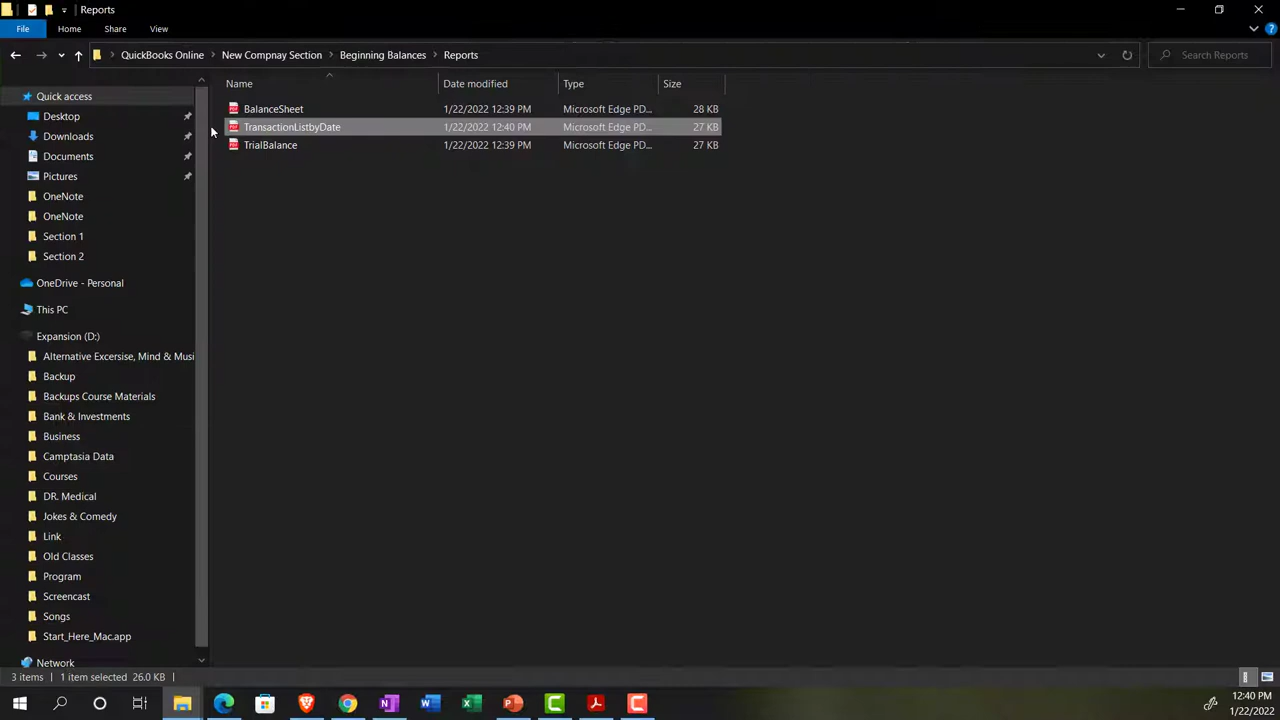 Reports
File Home Share View
QuickBooks Online New Compnay Section Beginning Balances Reports Search Reports
Name Date modified Type Size
Quick access
BalanceSheet 1/22/2022 12:39 PM Microsoft Edge PD... 28 KB
TransactionListbyDate 1/22/2022 12:40 PM Microsoft Edge PD... 27 KB
TrialBalance 1/22/2022 12:39 PM Microsoft Edge PD... 27 KB
Desktop
Downloads
Documents
Pictures
OneNote
OneNote
Section 1
Section 2
OneDrive - Personal
This PC
Expansion (D:)
Alternative Excersise, Mind & Musi
Backup
Backups Course Materials
Bank & Investments
Business
Camptasia Data
Courses
DR. Medical
Jokes & Comedy
Link
Old Classes
Program
Screencast
Songs
Start_Here_Mac.app
Network
3 items 1 item selected 26.0 KB
12:40 PM
1/22/2022